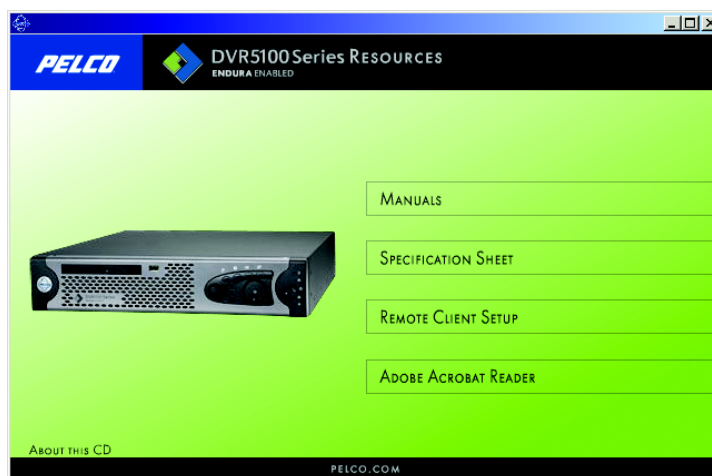 PELCO
DVR5100 Series RESOURCES
ENDURA ENABLED
MANUALS
SPECIFICATION SHEET
REMOTE CLIENT SETUP
ADOBE ACROBAT READER
ABOUT THIS CD
PELCO.COM